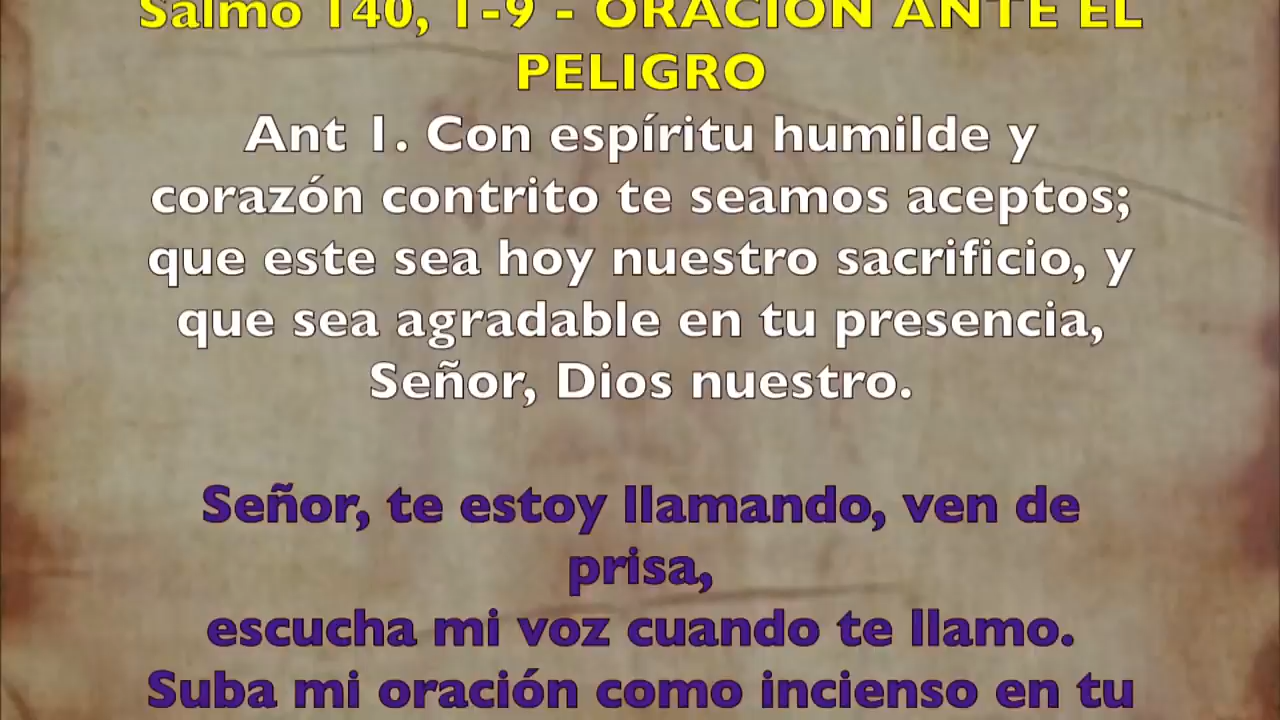 Salmo 140, 1-9 - ORACIÓN ANTE EL
PELIGRO
Ant 1. Con espíritu humilde y
corazón contrito te seamos aceptos;
que este sea hoy nuestro sacrificio, y
que sea agradable en tu presencia,
Señor, Dios nuestro.
Señor, te estoy llamando, ven de
prisa,
escucha mi voz cuando te llamo.
Suba mi oración como incienso en tu